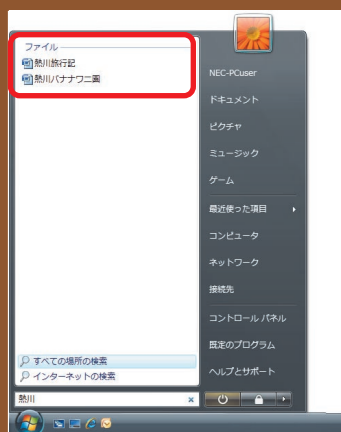 ファイル
熱川旅行記
熱川バナナワニ園
すべての場所の検索
インターネットの検索
熱川
NEC-PCuser
ドキュメント
ピクチャ
ミュージック
ゲーム
最近使った項目
コンピュータ
ネットワーク
接続先
コントロール パネル
既定のプログラム
ヘルプとサポート